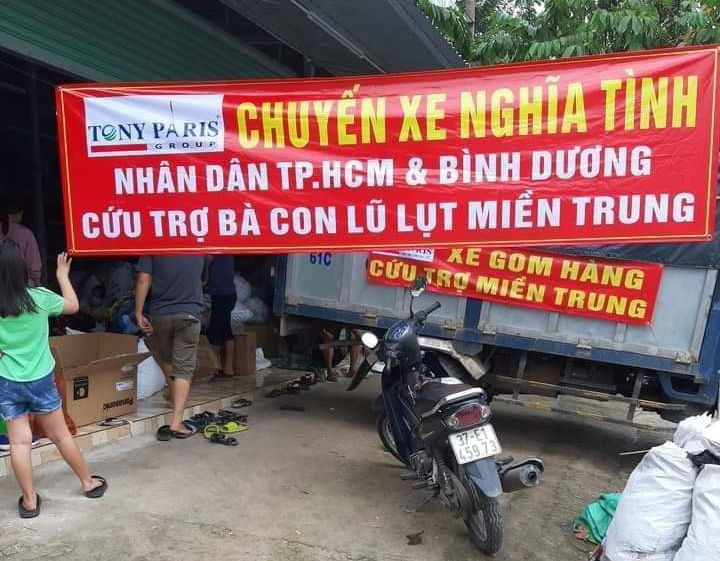 TONY PARIS
GROUP
CHUYẾN XE NGHĨA TÌNH
NHÂN DÂN TP.HCM & BÌNH DƯƠNG
CỨU TRỢ BÀ CON LŨ LỤT MIỀN TRUNG
61C
XE GOM HÀNG
CỨU TRỢ MIỀN TRUNG
Panasonic
37-E1
459.73